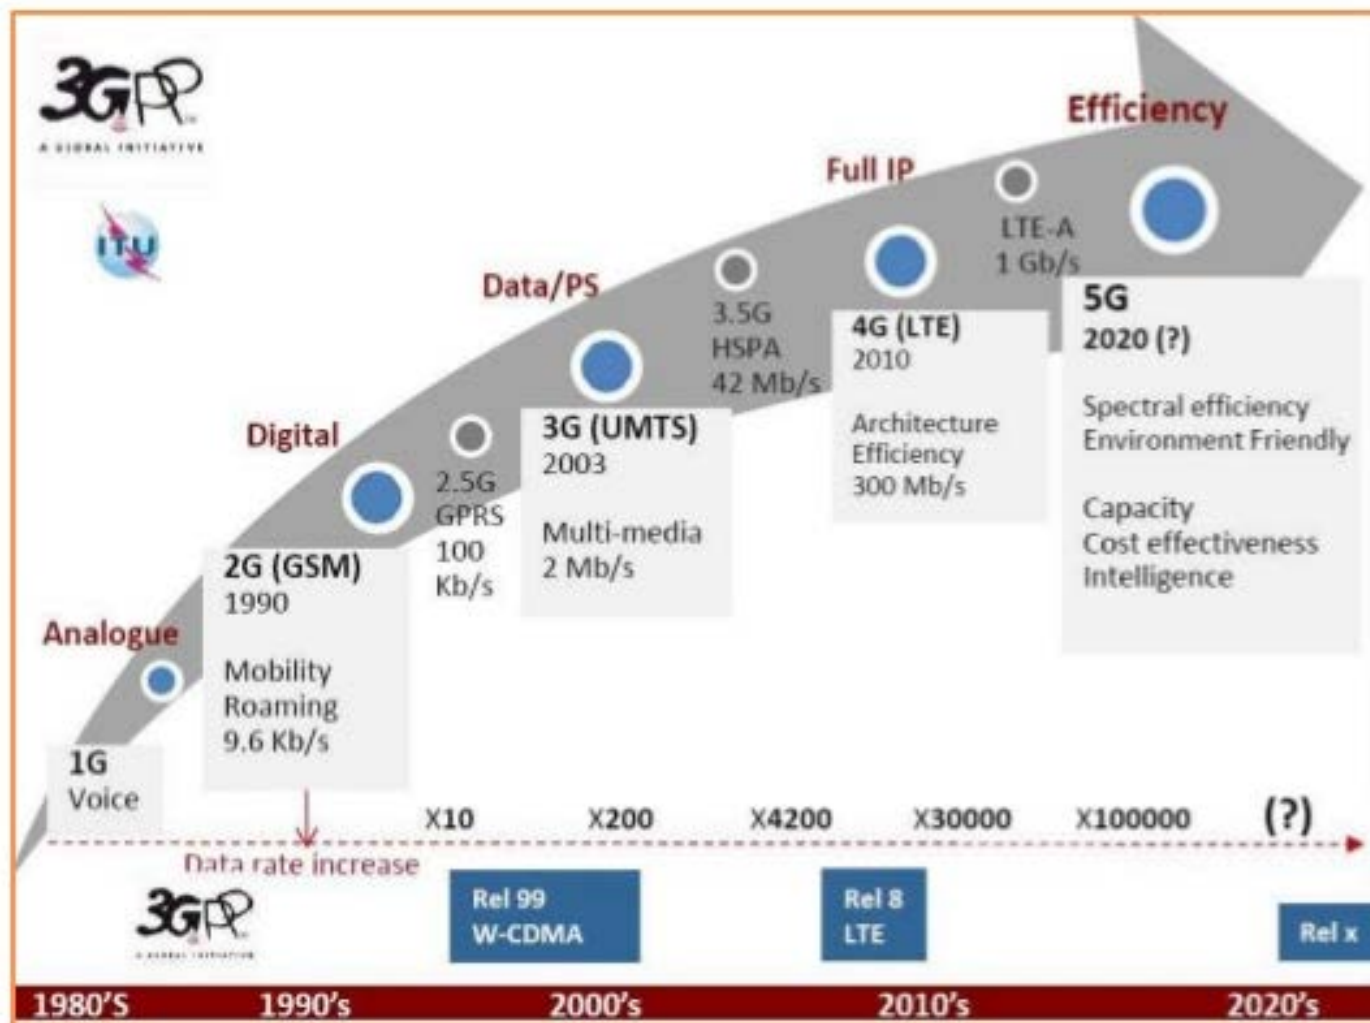 3GPP
A GLOBAL INITIATIVE
ITU
Efficiency
Full IP
LTE-A
1 Gb/s
Data/PS
3.5G
HSPA
42 Mb/s
4G (LTE)
2010
Architecture
Efficiency
300 Mb/s
5G
2020 (?)
Spectral efficiency
Environment Friendly
Capacity
Cost effectiveness
Intelligence
Digital
2.5G
GPRS
100
Kb/s
3G (UMTS)
2003
Multi-media
2 Mb/s
Analogue
2G (GSM)
1990
Mobility
Roaming
9.6 Kb/s
1G
Voice
X10 X200 X4200 X30000 X100000 (?)
Data rate increase
3GPP
A GLOBAL INITIATIVE
Rel 99
W-CDMA
Rel 8
LTE
Rel x
1980'S 1990's 2000's 2010's 2020's